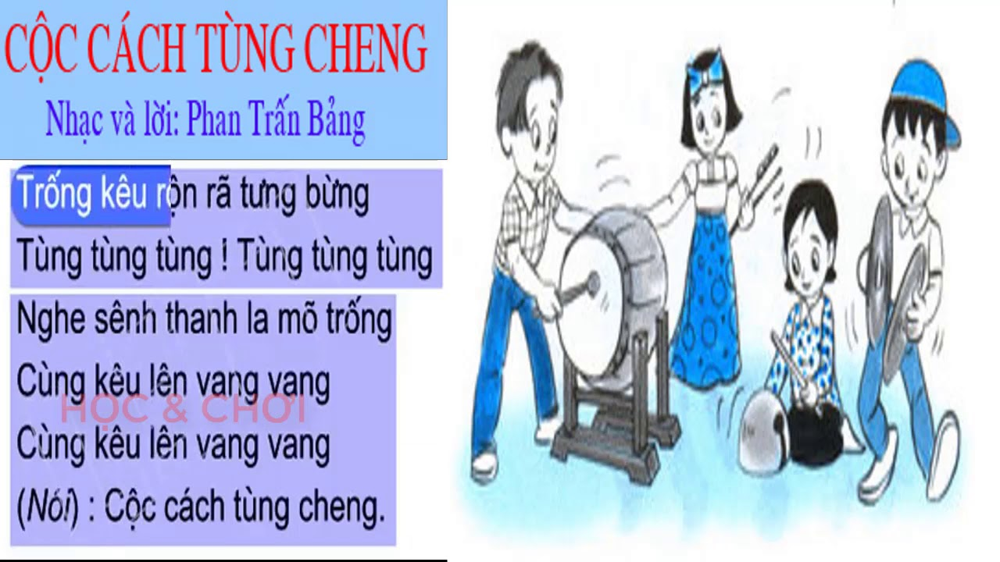 CỘC CÁCH TÙNG CHENG
Nhạc và lời: Phan Trấn Bảng
Trống kêu rộn rã tưng bừng
Tùng tùng tùng ! Tùng tùng tùng
Nghe sênh thanh la mõ trống
Cùng kêu lên vang vang
HỌC & CHƠI
Cùng kêu lên vang vang
(Nói) : Cộc cách tùng cheng.